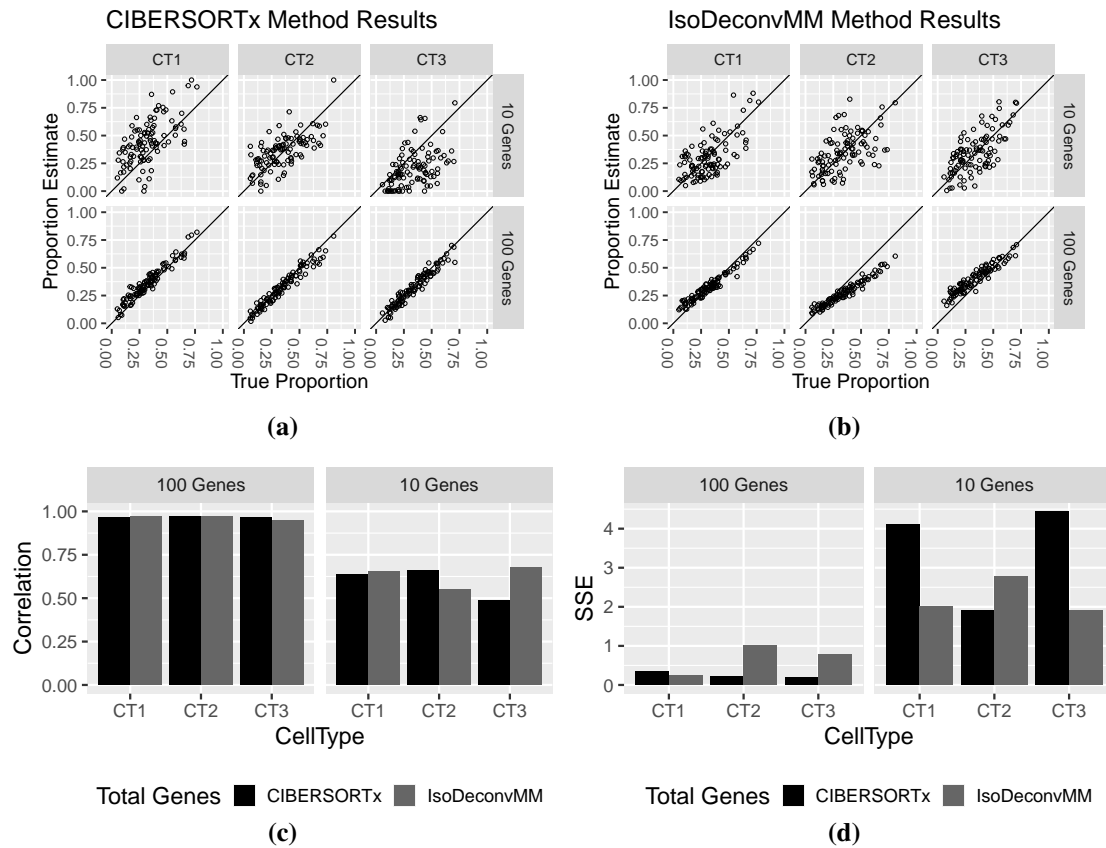 CIBERSORTx Method Results
CT1 CT2 CT3
Proportion Estimate
1.00
0.75
0.50
0.25
0.00
10 Genes
1.00
0.75
0.50
0.25
0.00
100 Genes
0.00 0.25 0.50 0.75 1.00 0.00 0.25 0.50 0.75 1.00 0.00 0.25 0.50 0.75 1.00
True Proportion
(a)
IsoDeconvMM Method Results
CT1 CT2 CT3
Proportion Estimate
1.00
0.75
0.50
0.25
0.00
10 Genes
1.00
0.75
0.50
0.25
0.00
100 Genes
0.00 0.25 0.50 0.75 1.00 0.00 0.25 0.50 0.75 1.00 0.00 0.25 0.50 0.75 1.00
True Proportion
(b)
100 Genes 10 Genes
Correlation
1.00
0.75
0.50
0.25
0.00
CT1 CT2 CT3 CT1 CT2 CT3
CellType
Total Genes CIBERSORTx IsoDeconvMM
(c)
100 Genes 10 Genes
SSE
4
3
2
1
0
CT1 CT2 CT3 CT1 CT2 CT3
CellType
Total Genes CIBERSORTx IsoDeconvMM
(d)